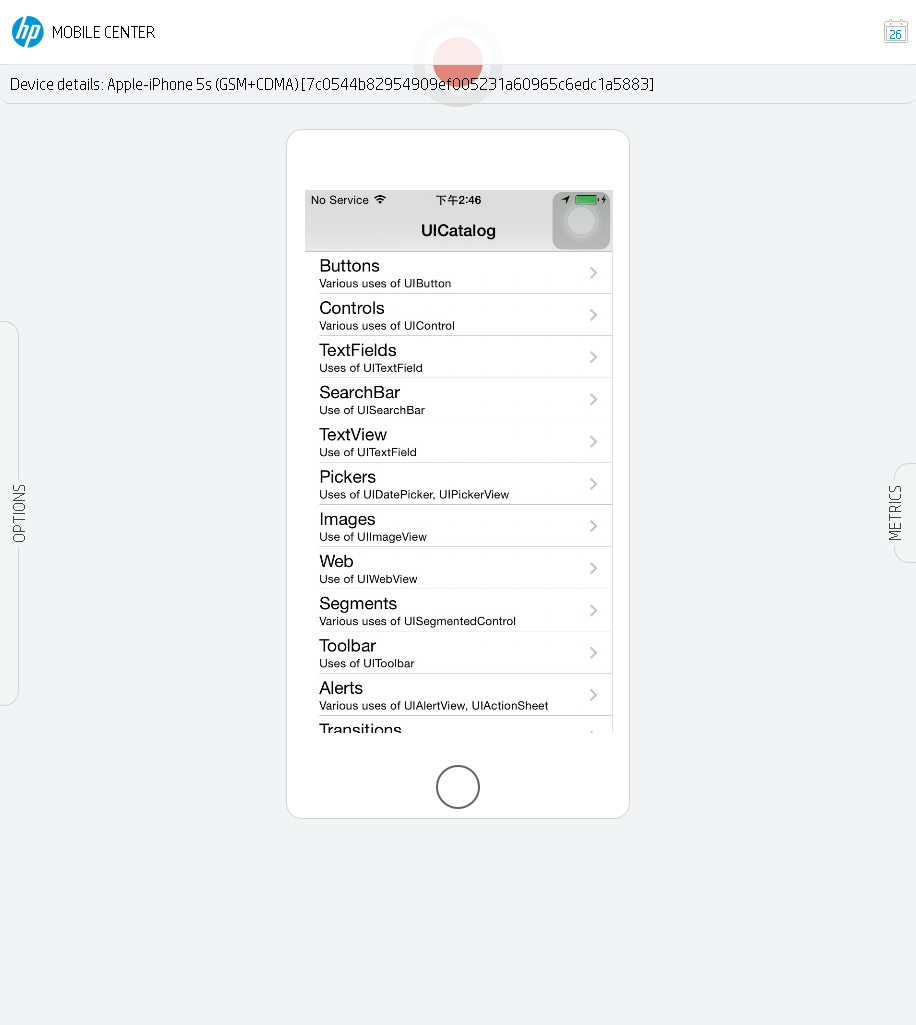 hp MOBILE CENTER
26
Device details: Apple-iPhone 5s (GSM+CDMA)[7c0544b82954909ef005231a60965c6edc1a5883]
No Service 下午2:46
UICatalog
Buttons
Various uses of UIButton
Controls
Various uses of UIControl
TextFields
Uses of UITextField
SearchBar
Use of UISearchBar
TextView
Use of UITextField
Pickers
Uses of UIDatePicker, UIPickerView
Images
Use of UIImageView
Web
Use of UIWebView
Segments
Various uses of UISegmentedControl
Toolbar
Uses of UIToolbar
Alerts
Various uses of UIAlertView, UIActionSheet
Transitions
OPTIONS
METRICS